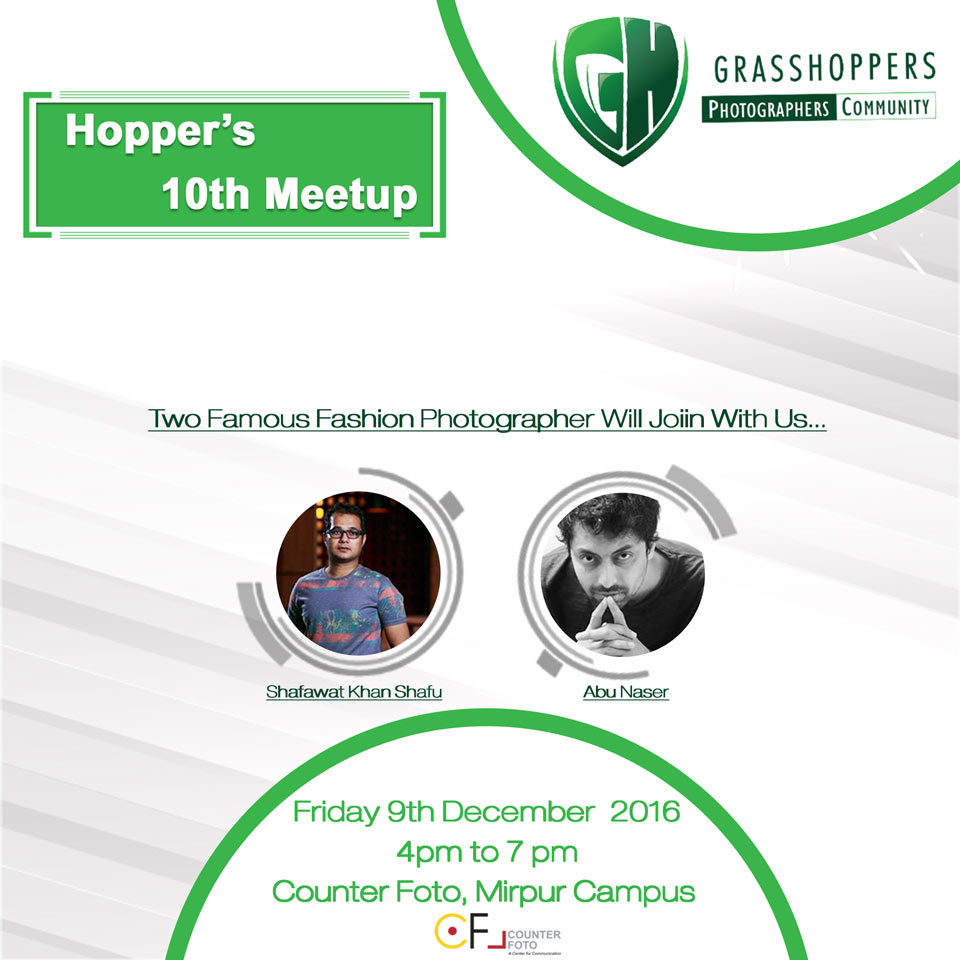 Hopper's
10th Meetup
GH
GRASSHOPPERS
PHOTOGRAPHERS COMMUNITY
Two Famous Fashion Photographer Will Joiin With Us...
Shafawat Khan Shafu
Abu Naser
Friday 9th December 2016
4pm to 7 pm
Counter Foto, Mirpur Campus
CF
COUNTER
FOTO
A Center for Communication